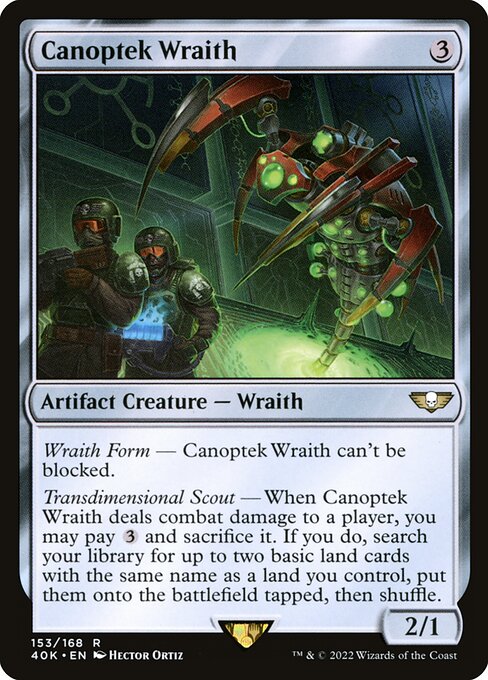 Canoptek Wraith 3
Artifact Creature — Wraith
Wraith Form — Canoptek Wraith can't be
blocked.
Transdimensional Scout — When Canoptek
Wraith deals combat damage to a player, you
may pay 3 and sacrifice it. If you do, search
your library for up to two basic land cards
with the same name as a land you control, put
them onto the battlefield tapped, then shuffle.
2/1
153/168 R
40K • EN Hector Ortiz
™ & © 2022 Wizards of the Coast